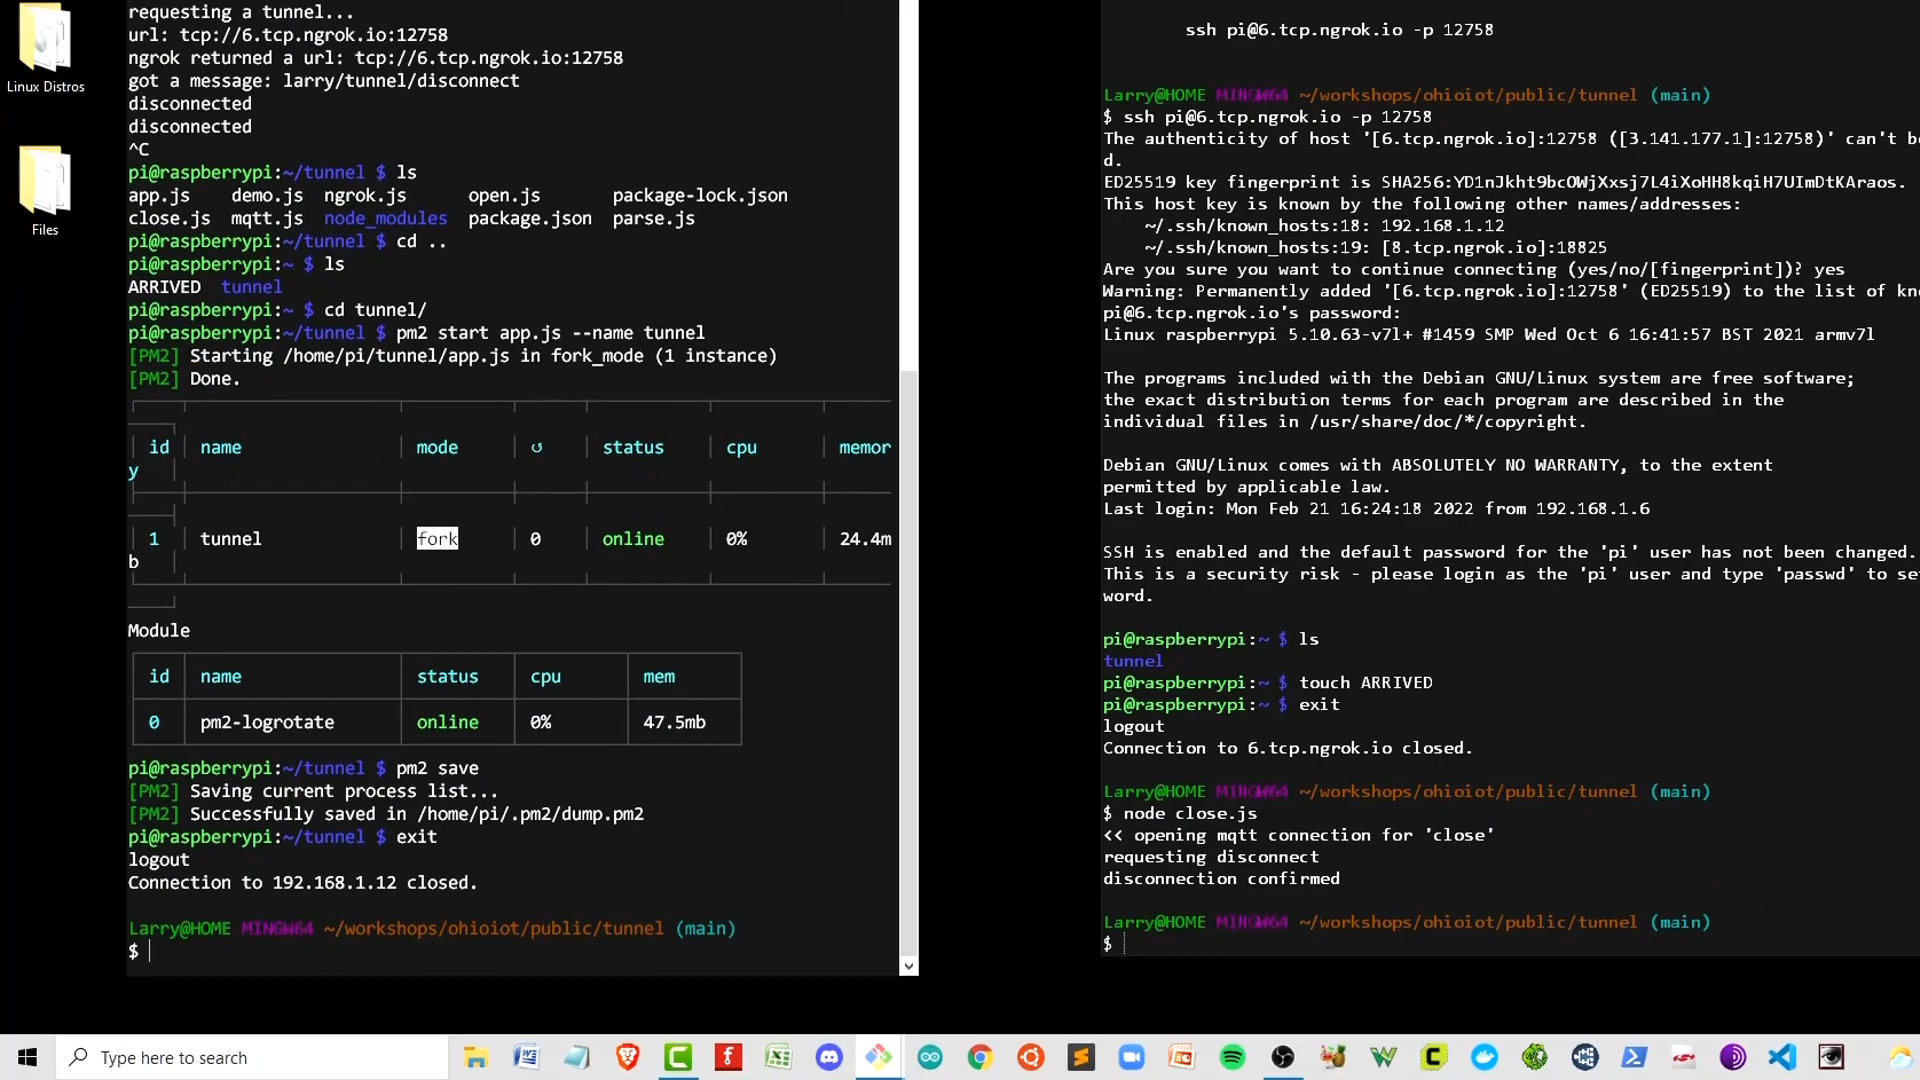 Linux Distros
Files
requesting a tunnel...
url: tcp://6.tcp.ngrok.io:12758
ngrok returned a url: tcp://6.tcp.ngrok.io:12758
got a message: larry/tunnel/disconnect
disconnected
disconnected
^C
pi@raspberrypi:~/tunnel $ ls
app.js    demo.js  ngrok.js      open.js       package-lock.json
close.js  mqtt.js  node_modules  package.json  parse.js
pi@raspberrypi:~/tunnel $ cd ..
pi@raspberrypi:~ $ ls
ARRIVED  tunnel
pi@raspberrypi:~ $ cd tunnel/
pi@raspberrypi:~/tunnel $ pm2 start app.js --name tunnel
[PM2] Starting /home/pi/tunnel/app.js in fork_mode (1 instance)
[PM2] Done.
id name mode ↺ status cpu memor
y
1 tunnel fork 0 online 0% 24.4m
b
Module
id name status cpu mem
0 pm2-logrotate online 0% 47.5mb
pi@raspberrypi:~/tunnel $ pm2 save
[PM2] Saving current process list...
[PM2] Successfully saved in /home/pi/.pm2/dump.pm2
pi@raspberrypi:~/tunnel $ exit
logout
Connection to 192.168.1.12 closed.
Larry@HOME MINGW64 ~/workshops/ohioiot/public/tunnel (main)
$
ssh pi@6.tcp.ngrok.io -p 12758
Larry@HOME MINGW64 ~/workshops/ohioiot/public/tunnel (main)
$ ssh pi@6.tcp.ngrok.io -p 12758
The authenticity of host '[6.tcp.ngrok.io]:12758 ([3.141.177.1]:12758)' can't b
d.
ED25519 key fingerprint is SHA256:YD1nJkht9bcOWjXxsj7L4iXoHH8kqiH7UImDtKAraos.
This host key is known by the following other names/addresses:
~/.ssh/known_hosts:18: 192.168.1.12
~/.ssh/known_hosts:19: [8.tcp.ngrok.io]:18825
Are you sure you want to continue connecting (yes/no/[fingerprint])? yes
Warning: Permanently added '[6.tcp.ngrok.io]:12758' (ED25519) to the list of kn
pi@6.tcp.ngrok.io's password:
Linux raspberrypi 5.10.63-v7l+ #1459 SMP Wed Oct 6 16:41:57 BST 2021 armv7l
The programs included with the Debian GNU/Linux system are free software;
the exact distribution terms for each program are described in the
individual files in /usr/share/doc/*/copyright.
Debian GNU/Linux comes with ABSOLUTELY NO WARRANTY, to the extent
permitted by applicable law.
Last login: Mon Feb 21 16:24:18 2022 from 192.168.1.6
SSH is enabled and the default password for the 'pi' user has not been changed.
This is a security risk - please login as the 'pi' user and type 'passwd' to se
word.
pi@raspberrypi:~ $ ls
tunnel
pi@raspberrypi:~ $ touch ARRIVED
pi@raspberrypi:~ $ exit
logout
Connection to 6.tcp.ngrok.io closed.
Larry@HOME MINGW64 ~/workshops/ohioiot/public/tunnel (main)
$ node close.js
<< opening mqtt connection for 'close'
requesting disconnect
disconnection confirmed
Larry@HOME MINGW64 ~/workshops/ohioiot/public/tunnel (main)
$
Type here to search